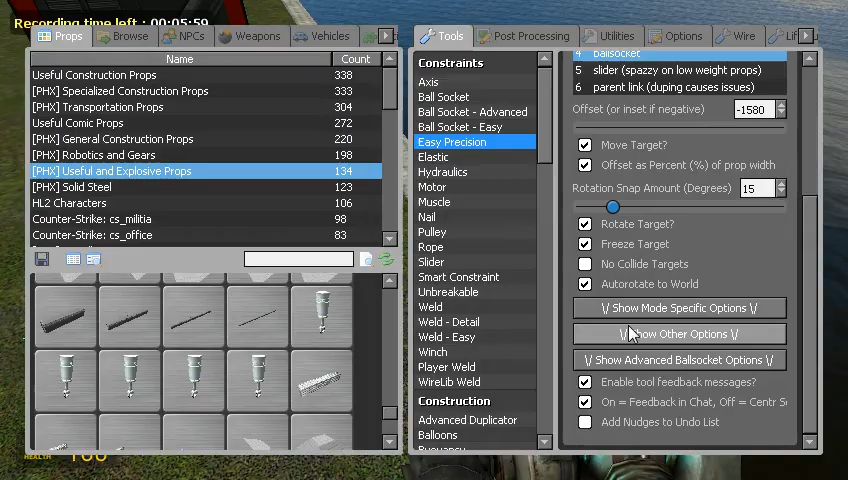 Recording time left : 00:05:59
Props
Browse
NPCs
Weapons
Vehicles
Name
Count
Useful Construction Props 338
[PHX] Specialized Construction Props 333
[PHX] Transportation Props 304
Useful Comic Props 272
[PHX] General Construction Props 220
[PHX] Robotics and Gears 198
[PHX] Useful and Explosive Props 134
[PHX] Solid Steel 123
HL2 Characters 106
Counter-Strike: cs_militia 98
Counter-Strike: cs_office 83
Tools
Post Processing
Utilities
Options
Wire
Constraints
Axis
Ball Socket
Ball Socket - Advanced
Ball Socket - Easy
Easy Precision
Elastic
Hydraulics
Motor
Muscle
Nail
Pulley
Rope
Slider
Smart Constraint
Unbreakable
Weld
Weld - Detail
Weld - Easy
Winch
Player Weld
WireLib Weld
Construction
Advanced Duplicator
Balloons
Buoyancy
4 ballsocket
5 slider (spazzy on low weight props)
6 parent link (duping causes issues)
Offset (or inset if negative) -1580
Move Target?
Offset as Percent (%) of prop width
Rotation Snap Amount (Degrees) 15
Rotate Target?
Freeze Target
No Collide Targets
Autorotate to World
\/ Show Mode Specific Options \/
\/ Show Other Options \/
\/ Show Advanced Ballsocket Options \/
Enable tool feedback messages?
On = Feedback in Chat, Off = Centr Sc
Add Nudges to Undo List
HEALTH 100